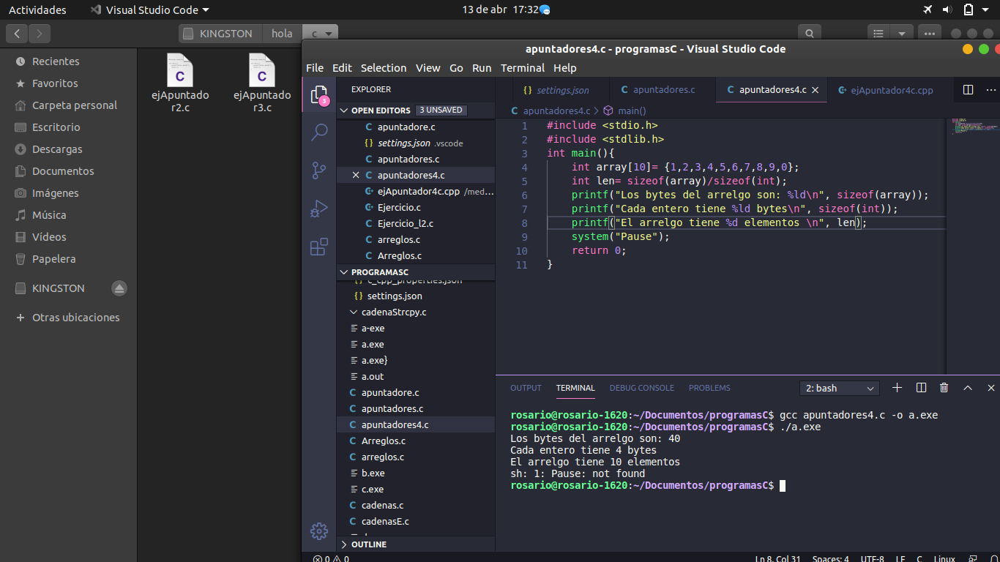 Actividades
Visual Studio Code
13 de abr 17:32
KINGSTON
hola
c
Recientes
Favoritos
Carpeta personal
Escritorio
Descargas
Documentos
Imágenes
Música
Vídeos
Papelera
KINGSTON
Otras ubicaciones
ejApuntado
r2.c
ejApuntado
r3.c
apuntadores4.c - programasC - Visual Studio Code
File Edit Selection View Go Run Terminal Help
3
EXPLORER
OPEN EDITORS 3 UNSAVED
apuntadore.c
settings.json .vscode
apuntadores.c
apuntadores4.c
ejApuntador4c.cpp /med...
Ejercicio.c
Ejercicio_l2.c
arreglos.c
Arreglos.c
PROGRAMASC
c_cpp_properties.json
settings.json
cadenaStrcpy.c
a-exe
a.exe
a.exe}
a.out
apuntadore.c
apuntadores.c
apuntadores4.c
Arreglos.c
arreglos.c
b.exe
c.exe
cadenas.c
cadenasE.c
OUTLINE
settings.json
apuntadores.c
apuntadores4.c
ejApuntador4c.cpp
apuntadores4.c > main()
1 #include <stdio.h>
2 #include <stdlib.h>
3 int main(){
4 int array[10]= {1,2,3,4,5,6,7,8,9,0};
5 int len= sizeof(array)/sizeof(int);
6 printf("Los bytes del arrelgo son: %ld\n", sizeof(array));
7 printf("Cada entero tiene %ld bytes\n", sizeof(int));
8 printf("El arrelgo tiene %d elementos \n", len);
9 system("Pause");
10 return 0;
11 }
OUTPUT TERMINAL DEBUG CONSOLE PROBLEMS
2: bash
rosario@rosario-1620:~/Documentos/programasC$ gcc apuntadores4.c -o a.exe
rosario@rosario-1620:~/Documentos/programasC$ ./a.exe
Los bytes del arrelgo son: 40
Cada entero tiene 4 bytes
El arrelgo tiene 10 elementos
sh: 1: Pause: not found
rosario@rosario-1620:~/Documentos/programasC$
0 0
Ln 8, Col 31 Spaces: 4 UTF-8 LF C Linux